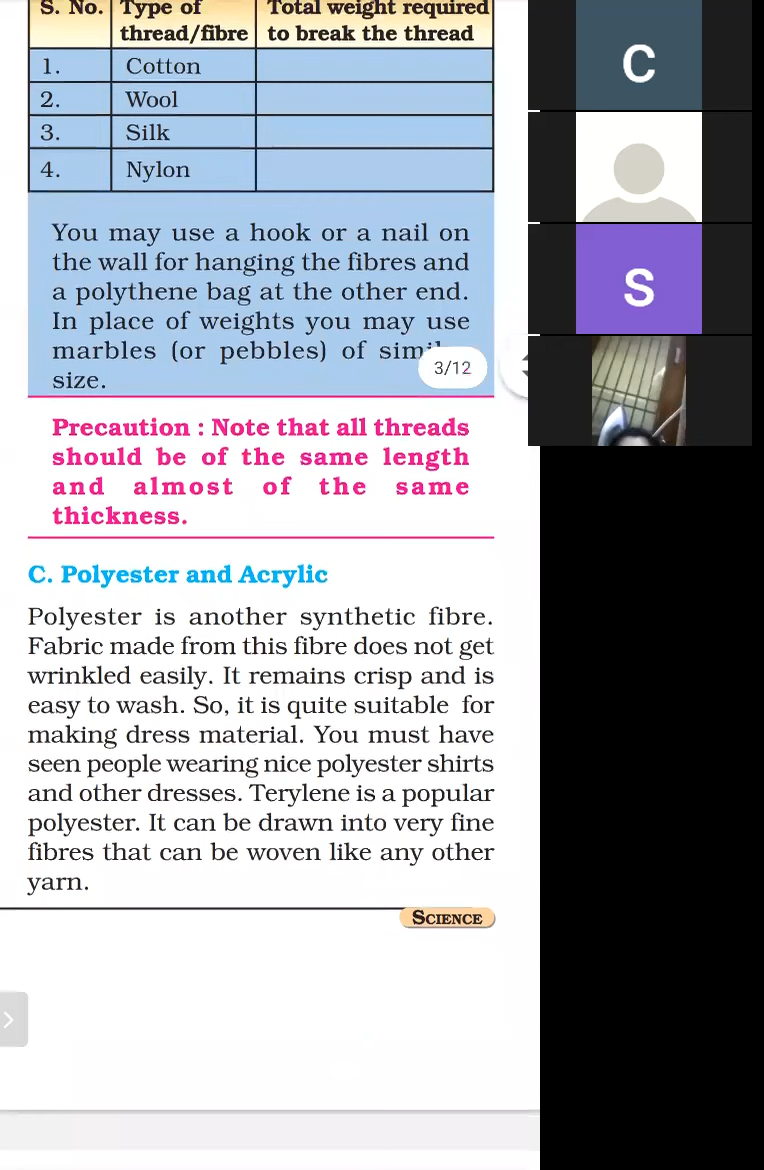 S. No. Type of Total weight required
thread/fibre to break the thread
1. Cotton
2. Wool
3. Silk
4. Nylon
You may use a hook or a nail on
the wall for hanging the fibres and
a polythene bag at the other end.
In place of weights you may use
marbles (or pebbles) of
size.
3/12
Precaution : Note that all threads
should be of the same length
and almost of the same
thickness.
C. Polyester and Acrylic
Polyester is another synthetic fibre.
Fabric made from this fibre does not get
wrinkled easily. It remains crisp and is
easy to wash. So, it is quite suitable for
making dress material. You must have
seen people wearing nice polyester shirts
and other dresses. Terylene is a popular
polyester. It can be drawn into very fine
fibres that can be woven like any other
yarn.
SCIENCE
C
S